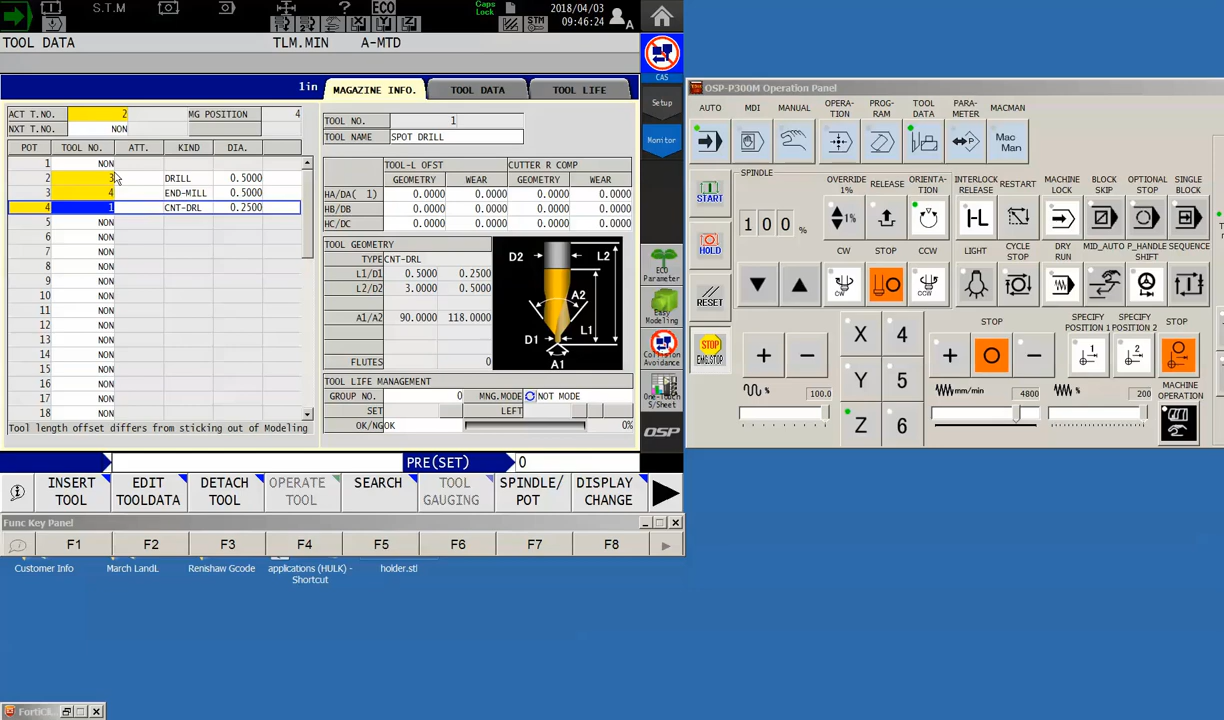 S.T.M
?
ECO
Caps
Lock
STM
2018/04/03
09:46:24
A
TOOL DATA
TLM.MIN
A-MTD
1in
MAGAZINE INFO.
TOOL DATA
TOOL LIFE
CAS
Setup
Monitor
ECO
Parameter
Easy
Modeling
Collision
Avoidance
One-Touch
S/Sheet
OSP
ACT T.NO. 2 MG POSITION 4
NXT T.NO. NON
POT TOOL NO. ATT. KIND DIA.
1 NON
2 3 DRILL 0.5000
3 4 END-MILL 0.5000
4 1 CNT-DRL 0.2500
5 NON
6 NON
7 NON
8 NON
9 NON
10 NON
11 NON
12 NON
13 NON
14 NON
15 NON
16 NON
17 NON
18 NON
Tool length offset differs from sticking out of Modeling
TOOL NO. 1
TOOL NAME SPOT DRILL
TOOL-L OFST CUTTER R COMP
GEOMETRY WEAR GEOMETRY WEAR
HA/DA( 1) 0.0000 0.0000 0.0000 0.0000
HB/DB 0.0000 0.0000 0.0000 0.0000
HC/DC 0.0000 0.0000 0.0000 0.0000
TOOL GEOMETRY
TYPE CNT-DRL
L1/D1 0.5000 0.2500
L2/D2 3.0000 0.5000
A1/A2 90.0000 118.0000
FLUTES 0
D2 L2
A2
L1
D1
A1
TOOL LIFE MANAGEMENT
GROUP NO. 0 MNG.MODE NOT MODE
SET LEFT
OK/NG OK 0%
PRE(SET) 0
INSERT
TOOL
EDIT
TOOLDATA
DETACH
TOOL
OPERATE
TOOL
SEARCH
TOOL
GAUGING
SPINDLE/
POT
DISPLAY
CHANGE
Func Key Panel
F1 F2 F3 F4 F5 F6 F7 F8
Customer Info
March LandL
Renishaw Gcode
applications (HULK) -
Shortcut
holder.stl
OSP-P300M Operation Panel
AUTO
MDI
MANUAL
OPERA-
TION
PROG-
RAM
TOOL
DATA
PARA-
METER
MACMAN
Mac
Man
START
HOLD
RESET
STOP
EMG.STOP
SPINDLE
100 %
OVERRIDE
1%
1%
RELEASE
ORIENTA-
TION
INTERLOCK
RELEASE
RESTART
MACHINE
LOCK
BLOCK
SKIP
OPTIONAL
STOP
SINGLE
BLOCK
CW
STOP
CCW
CW
CCW
LIGHT
CYCLE
STOP
DRY
RUN
MID_AUTO
P_HANDLE
SHIFT
SEQUENCE
X 4
Y 5
Z 6
STOP
SPECIFY
POSITION 1
SPECIFY
POSITION 2
STOP
1
2
% 100.0
mm/min 4800
% 200
MACHINE
OPERATION